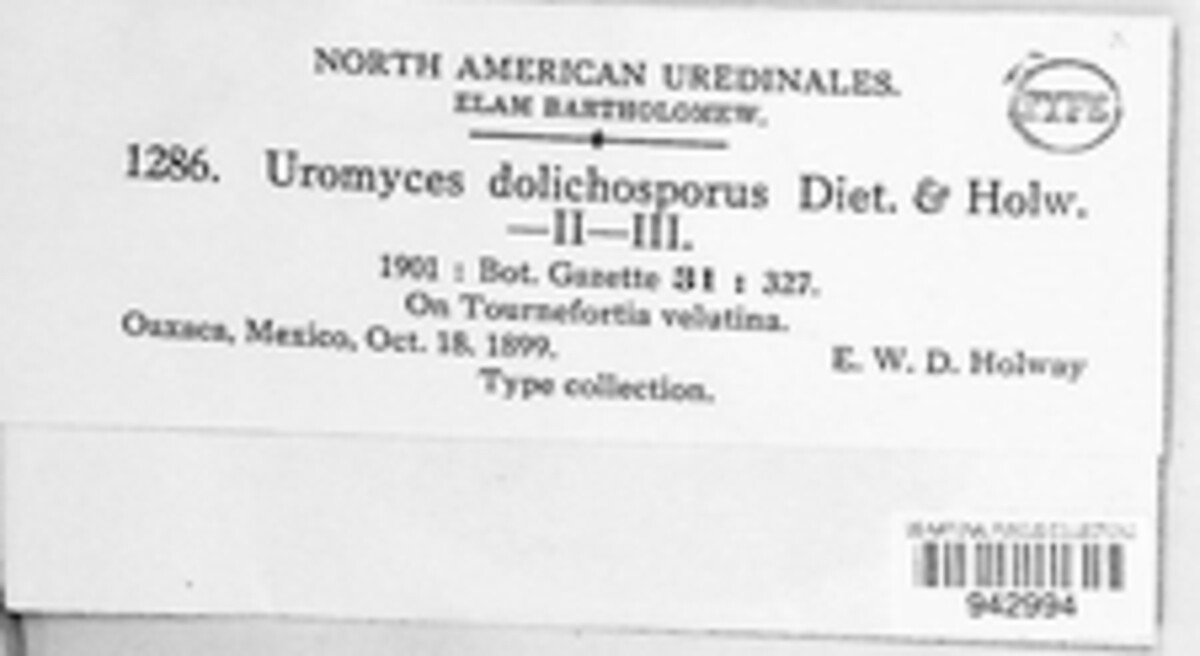 NORTH AMERICAN UREDINALES.
ELAM BARTHOLOMEW.
TYPE
1286. Uromyces dolichosporus Diet. & Holw.
—II—III.
1901 : Bot. Gazette 31 : 327.
On Tournefortia velutina.
Oaxaca, Mexico, Oct. 18, 1899.
E. W. D. Holway
Type collection.
942994